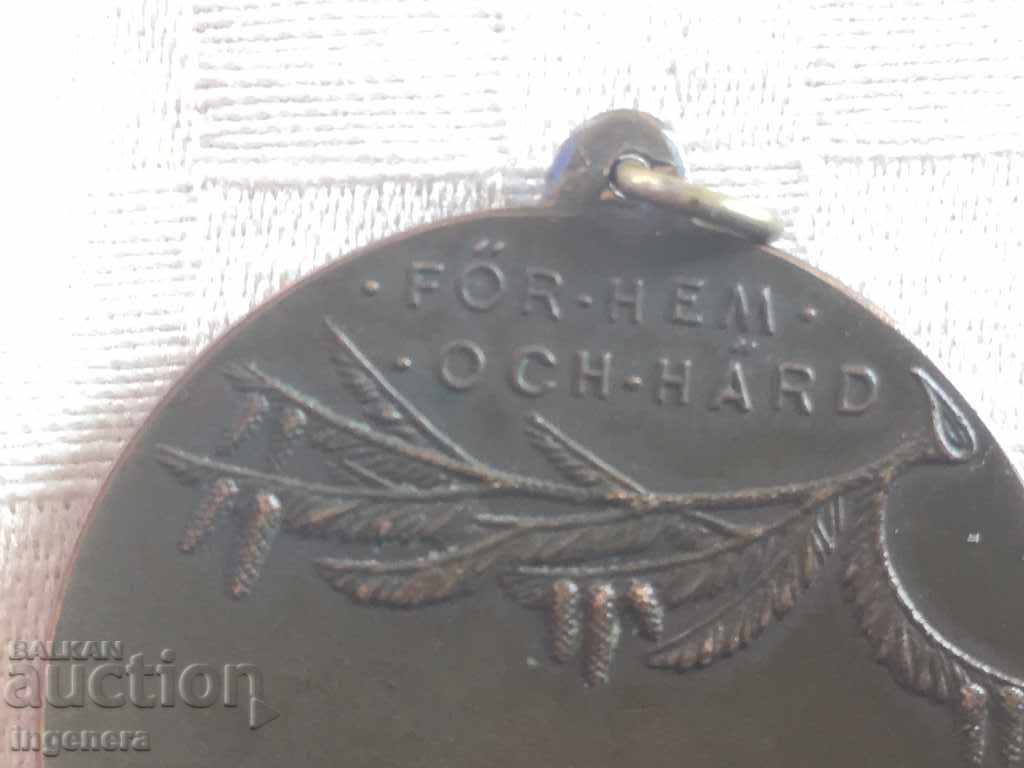 · FÖR · HEM ·
· OCH · HÄRD
BALKAN
auction
ingenera